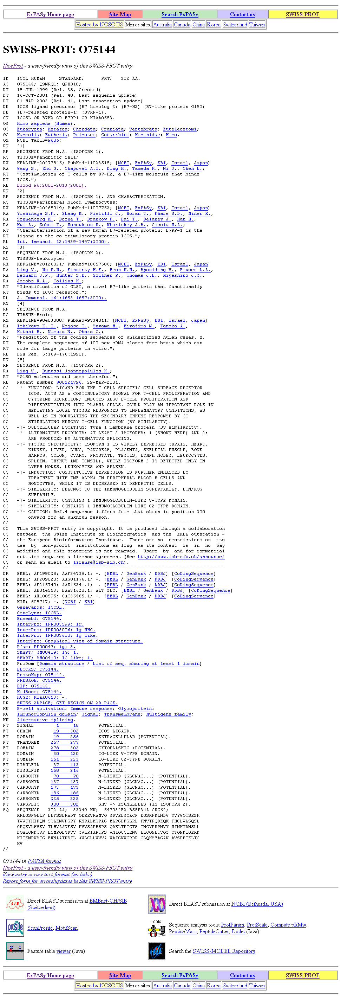 ExPASy Home page Site Map Search ExPASy Contact us SWISS-PROT
Hosted by NCSC US Mirror sites: Australia Canada China Korea Switzerland Taiwan
SWISS-PROT: O75144
NiceProt - a user-friendly view of this SWISS-PROT entry
ID   ICOL_HUMAN     STANDARD;      PRT;   302 AA.
AC   O75144; Q9NRQ1; Q9HD18;
DT   15-JUL-1999 (Rel. 38, Created)
DT   16-OCT-2001 (Rel. 40, Last sequence update)
DT   01-MAR-2002 (Rel. 41, Last annotation update)
DE   ICOS ligand precursor (B7 homolog 2) (B7-H2) (B7-like protein Gl50)
DE   (B7-related protein-1) (B7RP-1).
GN   ICOSL OR B7H2 OR B7RP1 OR KIAA0653.
OS   Homo sapiens (Human).
OC   Eukaryota; Metazoa; Chordata; Craniata; Vertebrata; Euteleostomi;
OC   Mammalia; Eutheria; Primates; Catarrhini; Hominidae; Homo.
OX   NCBI_TaxID=9606;
RN   [1]
RP   SEQUENCE FROM N.A. (ISOFORM 1).
RC   TISSUE=Dendritic cell;
RX   MEDLINE=20477846; PubMed=11023515; [NCBI, ExPASy, EBI, Israel, Japan]
RA   Wang S., Zhu G., Chapoval A.I., Dong H., Tamada K., Ni J., Chen L.;
RT   "Costimulation of T cells by B7-H2, a B7-like molecule that binds
RT   ICOS.";
RL   Blood 96:2808-2813(2000).
RN   [2]
RP   SEQUENCE FROM N.A. (ISOFORM 1), AND CHARACTERIZATION.
RC   TISSUE=Peripheral blood lymphocytes;
RX   MEDLINE=20465019; PubMed=11007762; [NCBI, ExPASy, EBI, Israel, Japan]
RA   Yoshinaga S.K., Zhang M., Pistillo J., Horan T., Khare S.D., Miner K.,
RA   Sonnenberg M., Boone T., Brankow D., Dai T., Delaney J., Han H.,
RA   Hui A., Kohno T., Manoukian R., Whoriskey J.S., Coccia M.A.;
RT   "Characterization of a new human B7-related protein: B7RP-1 is the
RT   ligand to the co-stimulatory protein ICOS.";
RL   Int. Immunol. 12:1439-1447(2000).
RN   [3]
RP   SEQUENCE FROM N.A. (ISOFORM 2).
RC   TISSUE=Leukocyte;
RX   MEDLINE=20126021; PubMed=10657606; [NCBI, ExPASy, EBI, Israel, Japan]
RA   Ling V., Wu P.W., Finnerty H.F., Bean K.M., Spaulding V., Fouser L.A.,
RA   Leonard J.P., Hunter S.E., Zollner R., Thomas J.L., Miyashiro J.S.,
RA   Jacobs K.A., Collins M.;
RT   "Identification of GL50, a novel B7-like protein that functionally
RT   binds to ICOS receptor.";
RL   J. Immunol. 164:1653-1657(2000).
RN   [4]
RP   SEQUENCE FROM N.A.
RC   TISSUE=Brain;
RX   MEDLINE=98403880; PubMed=9734811; [NCBI, ExPASy, EBI, Israel, Japan]
RA   Ishikawa K.-I., Nagase T., Suyama M., Miyajima N., Tanaka A.,
RA   Kotani H., Nomura N., Ohara O.;
RT   "Prediction of the coding sequences of unidentified human genes. X.
RT   The complete sequences of 100 new cDNA clones from brain which can
RT   code for large proteins in vitro.";
RL   DNA Res. 5:169-176(1998).
RN   [5]
RP   SEQUENCE FROM N.A. (ISOFORM 2).
RA   Ling V., Dunussi-Joannopolulos K.;
RT   "Gl50 molecules and uses therefor.";
RL   Patent number WO0121796, 29-MAR-2001.
CC   -!- FUNCTION: LIGAND FOR THE T-CELL-SPECIFIC CELL SURFACE RECEPTOR
CC       ICOS. ACTS AS A COSTIMULATORY SIGNAL FOR T-CELL PROLIFERATION AND
CC       CYTOKINE SECRETION; INDUCES ALSO B-CELL PROLIFERATION AND
CC       DIFFERENTIATION INTO PLASMA CELLS. COULD PLAY AN IMPORTANT ROLE IN
CC       MEDIATING LOCAL TISSUE RESPONSES TO INFLAMMATORY CONDITIONS, AS
CC       WELL AS IN MODULATING THE SECONDARY IMMUNE RESPONSE BY CO-
CC       STIMULATING MEMORY T-CELL FUNCTION (BY SIMILARITY).
CC   -!- SUBCELLULAR LOCATION: Type I membrane protein (By similarity).
CC   -!- ALTERNATIVE PRODUCTS: AT LEAST 2 ISOFORMS; 1 (SHOWN HERE) AND 2;
CC       ARE PRODUCED BY ALTERNATIVE SPLICING.
CC   -!- TISSUE SPECIFICITY: ISOFORM 1 IS WIDELY EXPRESSED (BRAIN, HEART,
CC       KIDNEY, LIVER, LUNG, PANCREAS, PLACENTA, SKELETAL MUSCLE, BONE
CC       MARROW, COLON, OVARY, PROSTATE, TESTIS, LYMPH NODES, LEUKOCYTES,
CC       SPLEEN, THYMUS AND TONSIL), WHILE ISOFORM 2 IS DETECTED ONLY IN
CC       LYMPH NODES, LEUKOCYTES AND SPLEEN.
CC   -!- INDUCTION: CONSTITUTIVE EXPRESSION IS FURTHER ENHANCED BY
CC       TREATMENT WITH TNF-ALPHA IN PERIPHERAL BLOOD B-CELLS AND
CC       MONOCYTES, WHILE IT IS DECREASED IN DENDRITIC CELLS.
CC   -!- SIMILARITY: BELONGS TO THE IMMUNOGLOBULIN SUPERFAMILY. BTN/MOG
CC       SUBFAMILY.
CC   -!- SIMILARITY: CONTAINS 1 IMMUNOGLOBULIN-LIKE V-TYPE DOMAIN.
CC   -!- SIMILARITY: CONTAINS 1 IMMUNOGLOBULIN-LIKE C2-TYPE DOMAIN.
CC   -!- CAUTION: Ref.4 sequence differs from that shown in position 300
CC       onward for an unknown reason.
CC   --------------------------------------------------------------------------
CC   This SWISS-PROT entry is copyright. It is produced through a collaboration
CC   between  the Swiss Institute of Bioinformatics  and the  EMBL outstation -
CC   the European Bioinformatics Institute.  There are no  restrictions on  its
CC   use  by  non-profit  institutions as long  as its content  is  in  no  way
CC   modified and this statement is not removed.  Usage  by  and for commercial
CC   entities requires a license agreement (See http://www.isb-sib.ch/announce/
CC   or send an email to license@isb-sib.ch).
CC   --------------------------------------------------------------------------
DR   EMBL; AF199028; AAF34739.1; -. [EMBL / GenBank / DDBJ] [CoDingSequence]
DR   EMBL; AF289028; AAG01176.1; -. [EMBL / GenBank / DDBJ] [CoDingSequence]
DR   EMBL; AF216749; AAK16241.1; -. [EMBL / GenBank / DDBJ] [CoDingSequence]
DR   EMBL; AB014553; BAA31628.1; ALT_SEQ. [EMBL / GenBank / DDBJ] [CoDingSequence]
DR   EMBL; AX100595; CAC36465.1; -. [EMBL / GenBank / DDBJ] [CoDingSequence]
DR   MIM; 605717; -. [NCBI / EBI]
DR   GeneCards; ICOSL.
DR   GeneLynx; ICOSL.
DR   Ensembl; O75144.
DR   InterPro; IPR003599; Ig.
DR   InterPro; IPR003006; Ig MHC.
DR   InterPro; IPR003600; Ig like.
DR   InterPro; Graphical view of domain structure.
DR   Pfam; PF00047; ig; 3.
DR   SMART; SM00409; IG; 1.
DR   SMART; SM00410; IG like; 1.
DR   ProDom [Domain structure / List of seq. sharing at least 1 domain]
DR   BLOCKS; O75144.
DR   ProtoMap; O75144.
DR   PRESAGE; O75144.
DR   DIP; O75144.
DR   ModBase; O75144.
DR   HUGE; KIAA0653; -.
DR   SWISS-2DPAGE; GET REGION ON 2D PAGE.
KW   B-cell activation; Immune response; Glycoprotein;
KW   Immunoglobulin domain; Signal; Transmembrane; Multigene family;
KW   Alternative splicing.
FT   SIGNAL        1     18       POTENTIAL.
FT   CHAIN        19    302       ICOS LIGAND.
FT   DOMAIN       19    256       EXTRACELLULAR (POTENTIAL).
FT   TRANSMEM    257    277       POTENTIAL.
FT   DOMAIN      278    302       CYTOPLASMIC (POTENTIAL).
FT   DOMAIN       30    120       IG-LIKE V-TYPE DOMAIN.
FT   DOMAIN      151    223       IG-LIKE C2-TYPE DOMAIN.
FT   DISULFID     37    113       POTENTIAL.
FT   DISULFID    158    216       POTENTIAL.
FT   CARBOHYD     70     70       N-LINKED (GLCNAC...) (POTENTIAL).
FT   CARBOHYD    137    137       N-LINKED (GLCNAC...) (POTENTIAL).
FT   CARBOHYD    173    173       N-LINKED (GLCNAC...) (POTENTIAL).
FT   CARBOHYD    186    186       N-LINKED (GLCNAC...) (POTENTIAL).
FT   CARBOHYD    225    225       N-LINKED (GLCNAC...) (POTENTIAL).
FT   VARSPLIC    300    302       GHV -> ESWNLLLLLS (IN ISOFORM 2).
SQ   SEQUENCE   302 AA;  33349 MW;  647934E21B55E34A CRC64;
MRLGSPGLLF LLFSSLRADT QEKEVRAMVG SDVELSCACP EGSRFDLNDV YVYWQTSESK
TVVTYHIPQN SSLENVDSRY RNRALMSPAG MLRGDFSLRL FNVTPQDEQK FHCLVLSQSL
GFQEVLSVEV TLHVAANFSV PVVSAPHSPS QDELTFTCTS INGYPRPNVY WINKTDNSLL
DQALQNDTVF LNMRGLYDVV SVLRIARTPS VNIGCCIENV LLQQNLTVGS QTGNDIGERD
KITENPVSTG EKNAATWSIL AVLCLLVVVA VAIGWVCRDR CLQHSYAGAW AVSPETELTG
HV
//
O75144 in FASTA format
NiceProt - a user-friendly view of this SWISS-PROT entry
View entry in raw text format (no links)
Report form for errors/updates in this SWISS-PROT entry
SIB
Direct BLAST submission at EMBnet-CH/SIB
(Switzerland)
Direct BLAST submission at NCBI (Bethesda, USA)
prosite
ScanProsite, MotifScan
Tools
Sequence analysis tools: ProtParam, ProtScale, Compute pI/Mw,
PeptideMass, PeptideCutter, Dotlet (Java)
Feature table viewer (Java)
Search the SWISS-MODEL Repository
ExPASy Home page Site Map Search ExPASy Contact us SWISS-PROT
Hosted by NCSC US Mirror sites: Australia Canada China Korea Switzerland Taiwan